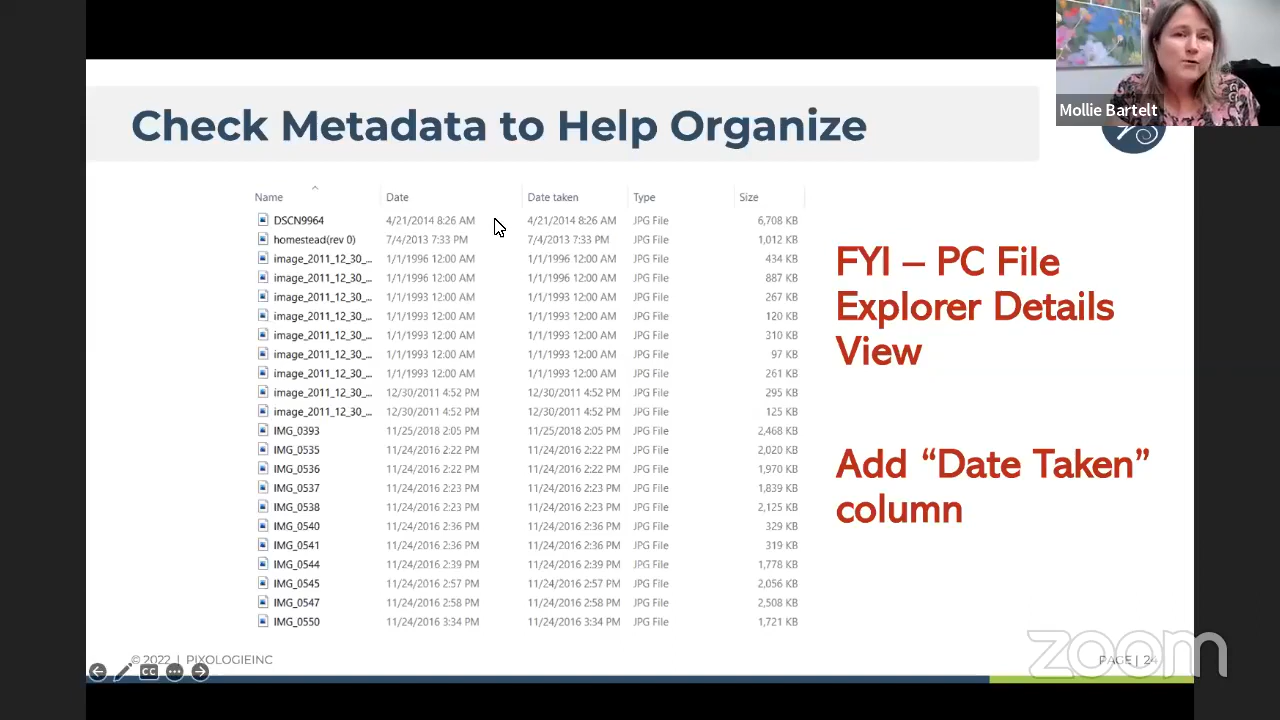 Mollie Bartelt
Check Metadata to Help Organize
Name Date Date taken Type Size
DSCN9964 4/21/2014 8:26 AM 4/21/2014 8:26 AM JPG File 6,708 KB
homestead(rev 0) 7/4/2013 7:33 PM 7/4/2013 7:33 PM JPG File 1,012 KB
image_2011_12_30_... 1/1/1996 12:00 AM 1/1/1996 12:00 AM JPG File 434 KB
image_2011_12_30_... 1/1/1996 12:00 AM 1/1/1996 12:00 AM JPG File 887 KB
image_2011_12_30_... 1/1/1993 12:00 AM 1/1/1993 12:00 AM JPG File 267 KB
image_2011_12_30_... 1/1/1993 12:00 AM 1/1/1993 12:00 AM JPG File 120 KB
image_2011_12_30_... 1/1/1993 12:00 AM 1/1/1993 12:00 AM JPG File 310 KB
image_2011_12_30_... 1/1/1993 12:00 AM 1/1/1993 12:00 AM JPG File 97 KB
image_2011_12_30_... 1/1/1993 12:00 AM 1/1/1993 12:00 AM JPG File 261 KB
image_2011_12_30_... 12/30/2011 4:52 PM 12/30/2011 4:52 PM JPG File 295 KB
image_2011_12_30_... 12/30/2011 4:52 PM 12/30/2011 4:52 PM JPG File 125 KB
IMG_0393 11/25/2018 2:05 PM 11/25/2018 2:05 PM JPG File 2,468 KB
IMG_0535 11/24/2016 2:22 PM 11/24/2016 2:22 PM JPG File 2,020 KB
IMG_0536 11/24/2016 2:22 PM 11/24/2016 2:22 PM JPG File 1,970 KB
IMG_0537 11/24/2016 2:23 PM 11/24/2016 2:23 PM JPG File 1,839 KB
IMG_0538 11/24/2016 2:23 PM 11/24/2016 2:23 PM JPG File 2,125 KB
IMG_0540 11/24/2016 2:36 PM 11/24/2016 2:36 PM JPG File 329 KB
IMG_0541 11/24/2016 2:36 PM 11/24/2016 2:36 PM JPG File 319 KB
IMG_0544 11/24/2016 2:39 PM 11/24/2016 2:39 PM JPG File 1,778 KB
IMG_0545 11/24/2016 2:57 PM 11/24/2016 2:57 PM JPG File 2,056 KB
IMG_0547 11/24/2016 2:58 PM 11/24/2016 2:58 PM JPG File 2,508 KB
IMG_0550 11/24/2016 3:34 PM 11/24/2016 3:34 PM JPG File 1,721 KB
FYI – PC File
Explorer Details
View
Add “Date Taken”
column
© 2022 | PIXOLOGIEINC
CC
PAGE | 24
zoom